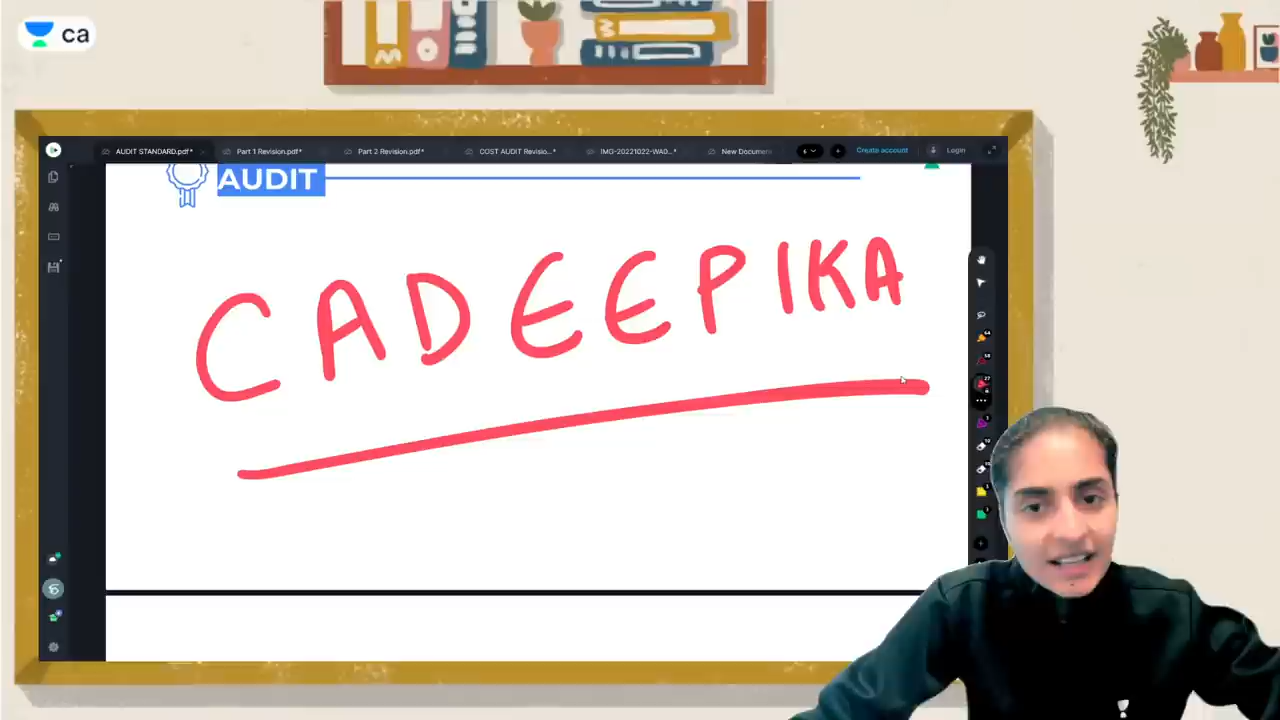 ca
AUDIT STANDARD.pdf*
Part 1 Revision.pdf*
Part 2 Revision.pdf*
COST AUDIT Revisio...*
IMG-20221022-WA0...*
New Document
Create account
Login
AUDIT
CADEEPIKA